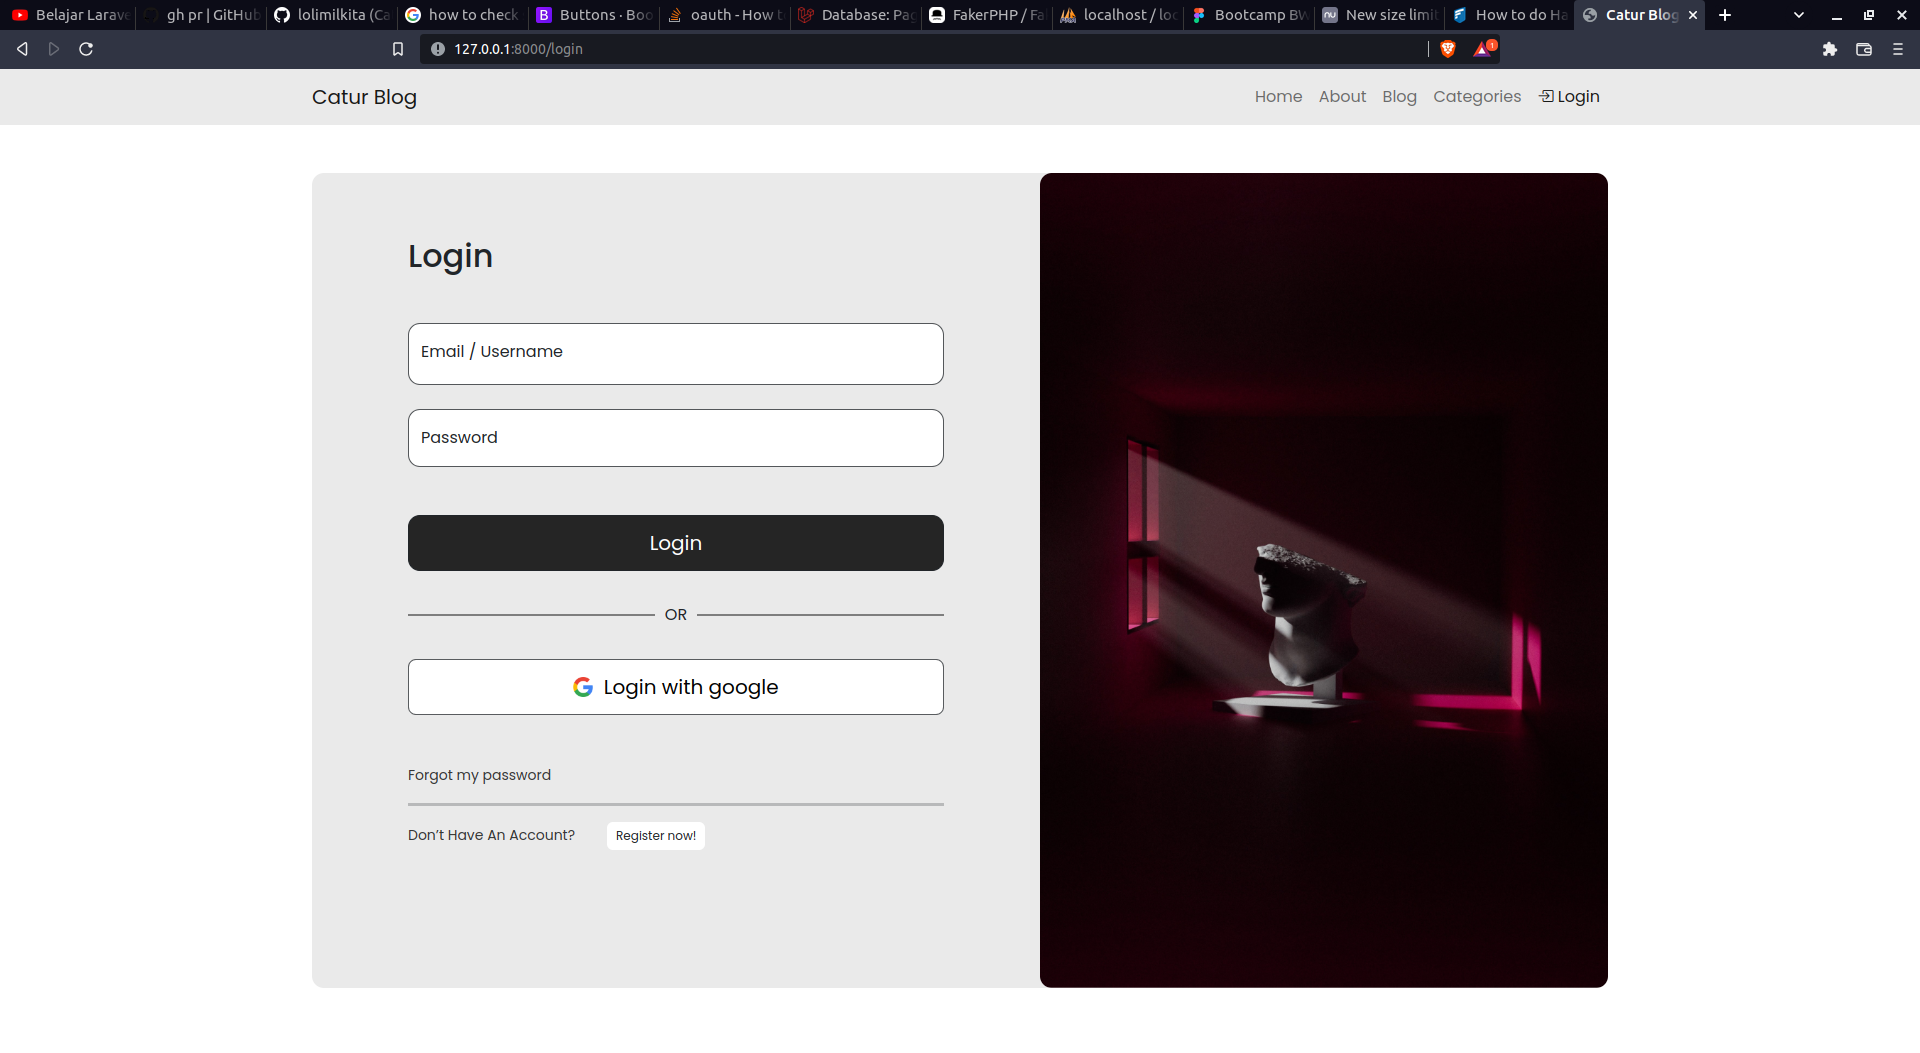 Belajar Larave
gh pr | GitHub
lolimilkita (Ca
how to check
Buttons · Boo
oauth - How t
Database: Pag
FakerPHP / Fa
localhost / loc
Bootcamp BW
New size limit
How to do Ha
Catur Blog
127.0.0.1:8000/login
1
Catur Blog
Home About Blog Categories Login
Login
Email / Username
Password
Login
OR
Login with google
Forgot my password
Don’t Have An Account? Register now!